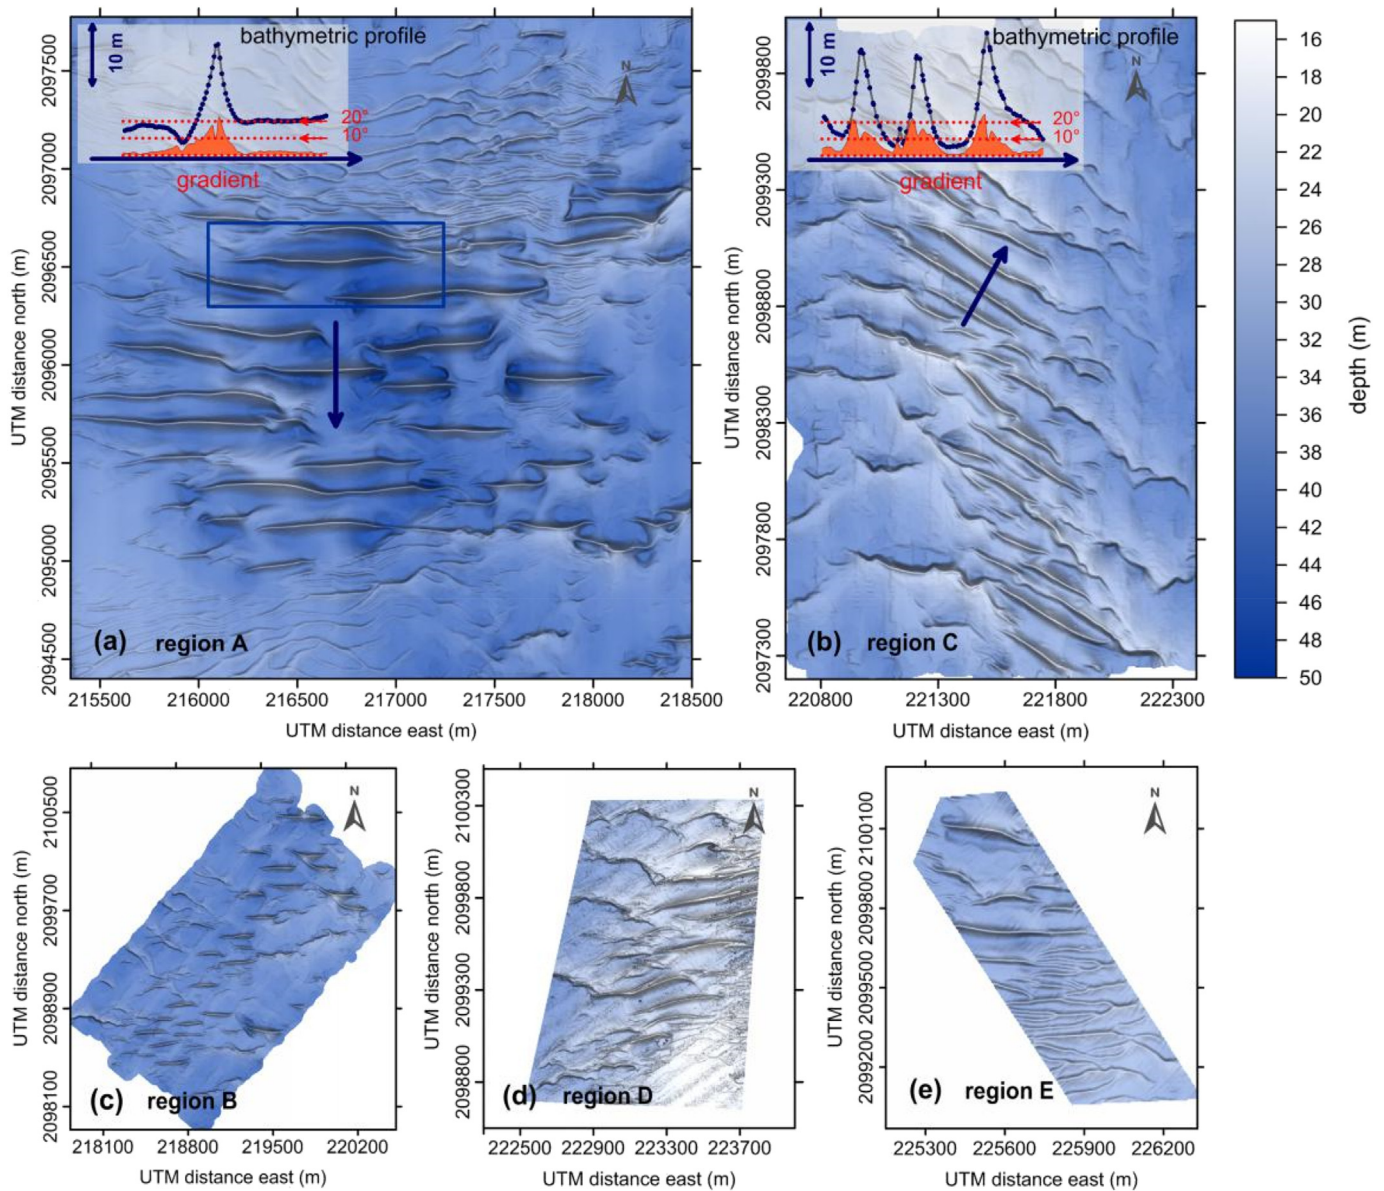 bathymetric profile
10 m
20°
10°
gradient
N
2097500
2097000
2096500
2096000
2095500
2095000
2094500
UTM distance north (m)
(a) region A
215500 216000 216500 217000 217500 218000 218500
UTM distance east (m)
bathymetric profile
10 m
20°
10°
gradient
N
2099800
2099300
2098800
2098300
2097800
2097300
UTM distance north (m)
(b) region C
220800 221300 221800 222300
UTM distance east (m)
16
18
20
22
24
26
28
30
32
34
36
38
40
42
44
46
48
50
depth (m)
N
2100500
2099700
2098900
2098100
UTM distance north (m)
(c) region B
218100 218800 219500 220200
UTM distance east (m)
N
2100300
2099800
2099300
2098800
UTM distance north (m)
(d) region D
222500 222900 223300 223700
UTM distance east (m)
N
2100100
2099800
2099500
2099200
UTM distance north (m)
(e) region E
225300 225600 225900 226200
UTM distance east (m)